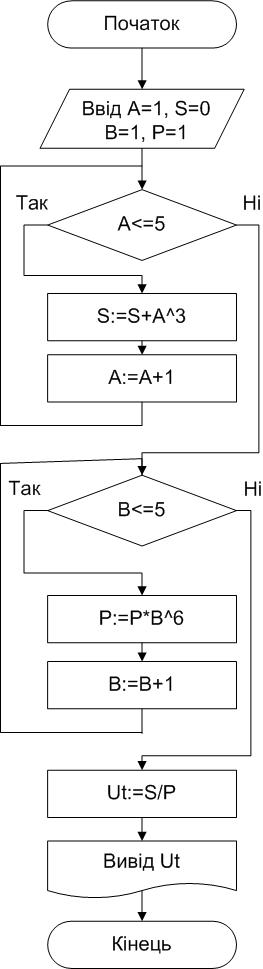 Початок
Ввід A=1, S=0
B=1, P=1
Так
Ні
A<=5
S:=S+A^3
A:=A+1
Так
Ні
B<=5
P:=P*B^6
B:=B+1
Ut:=S/P
Вивід Ut
Кінець